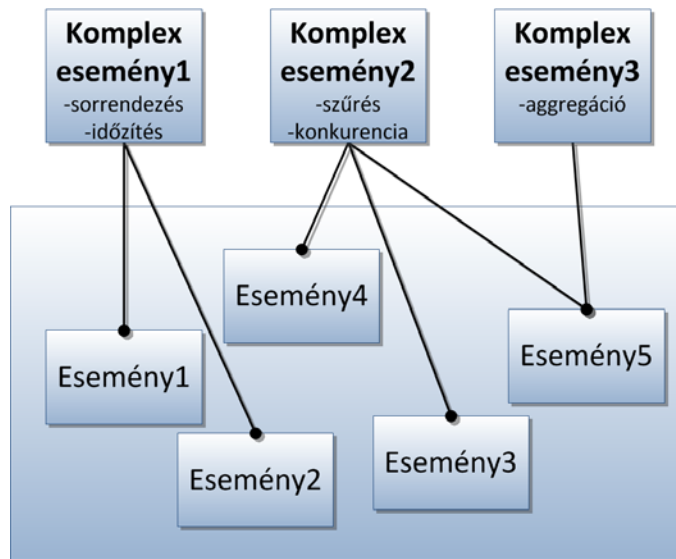 Komplex
esemény1
-sorrendezés
-időzítés
Komplex
esemény2
-szűrés
-konkurencia
Komplex
esemény3
-aggregáció
Esemény4
Esemény1
Esemény5
Esemény2
Esemény3